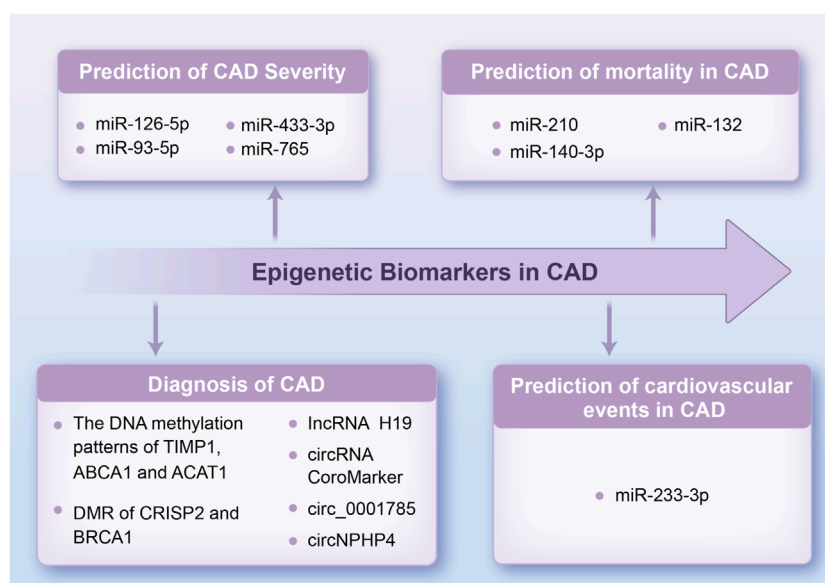 Prediction of CAD Severity
miR-126-5p
miR-93-5p
miR-433-3p
miR-765
Prediction of mortality in CAD
miR-210
miR-140-3p
miR-132
Epigenetic Biomarkers in CAD
Diagnosis of CAD
The DNA methylation
patterns of TIMP1,
ABCA1 and ACAT1
DMR of CRISP2 and
BRCA1
lncRNA H19
circRNA
CoroMarker
circ_0001785
circNPHP4
Prediction of cardiovascular
events in CAD
miR-233-3p